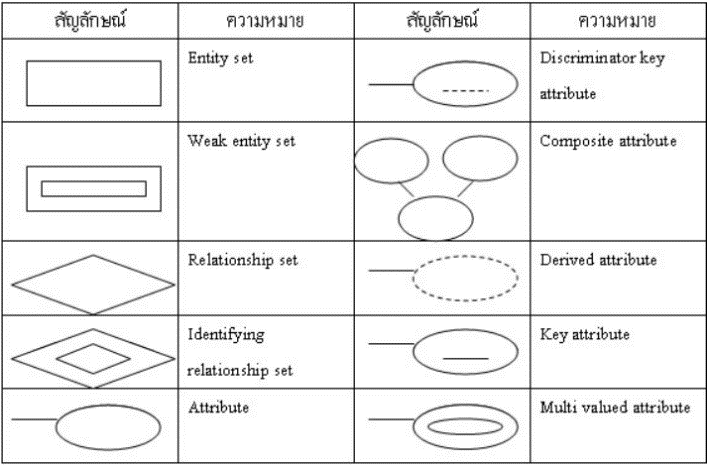 สัญลักษณ์ ความหมาย สัญลักษณ์ ความหมาย
Entity set
Discriminator key
attribute
Weak entity set
Composite attribute
Relationship set
Derived attribute
Identifying
relationship set
Key attribute
Attribute
Multi valued attribute